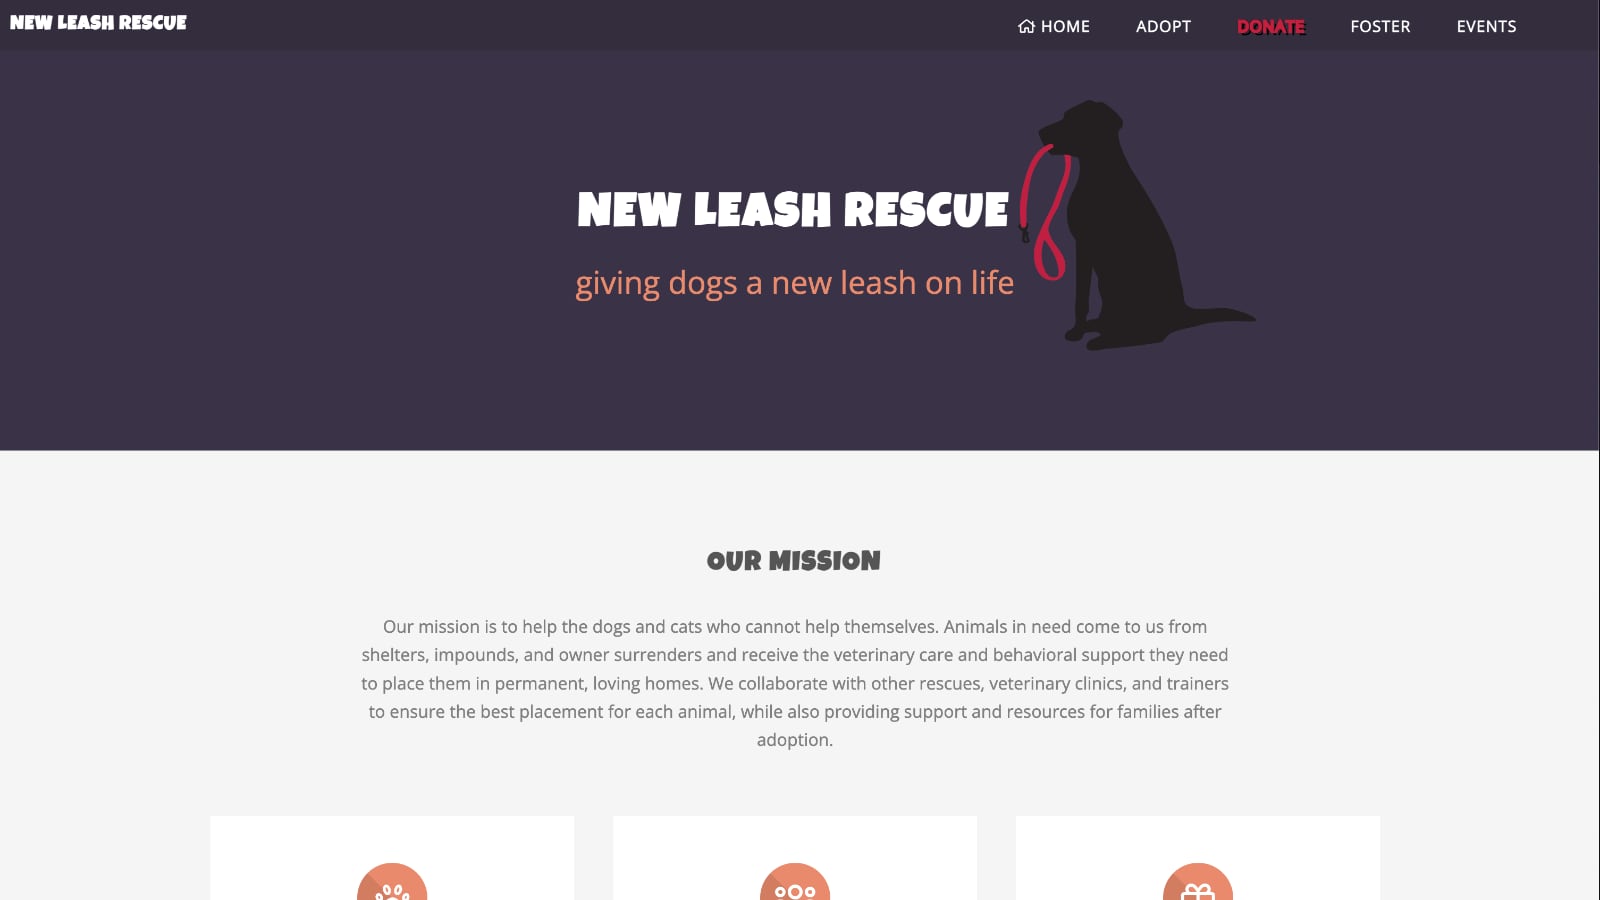 NEW LEASH RESCUE
HOME ADOPT DONATE FOSTER EVENTS
NEW LEASH RESCUE
giving dogs a new leash on life
OUR MISSION
Our mission is to help the dogs and cats who cannot help themselves. Animals in need come to us from
shelters, impounds, and owner surrenders and receive the veterinary care and behavioral support they need
to place them in permanent, loving homes. We collaborate with other rescues, veterinary clinics, and trainers
to ensure the best placement for each animal, while also providing support and resources for families after
adoption.